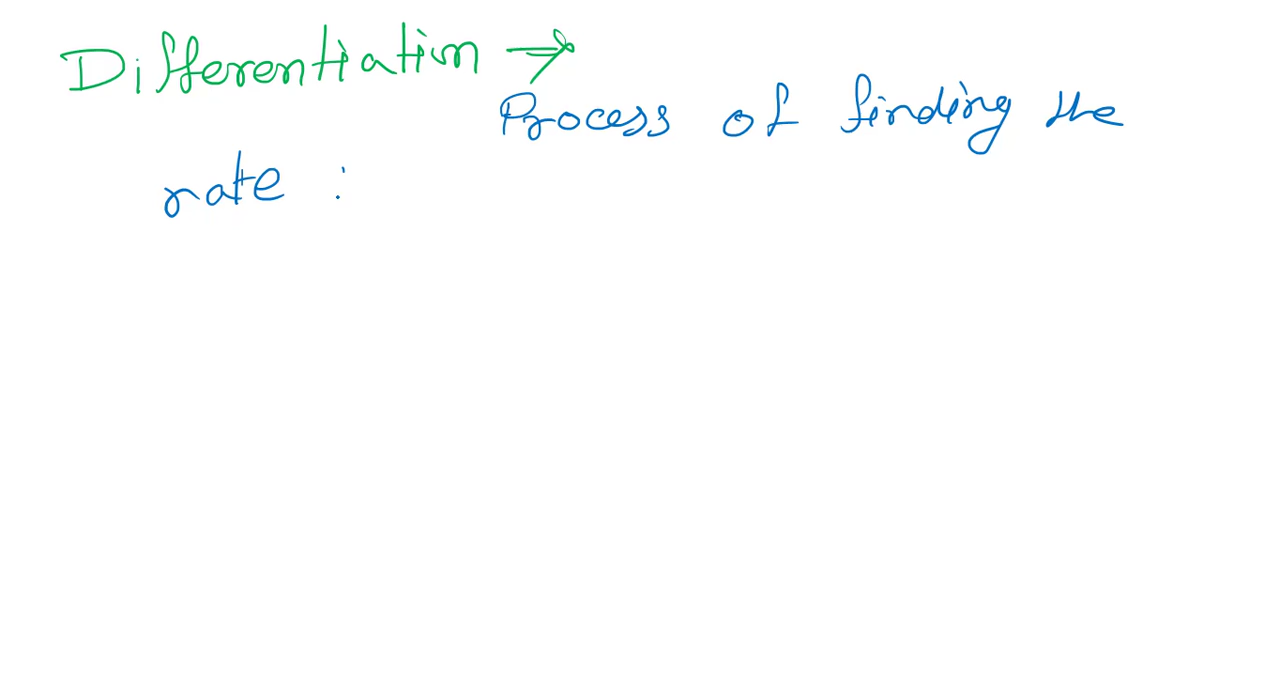 Differentiation →
Process of finding the
rate :